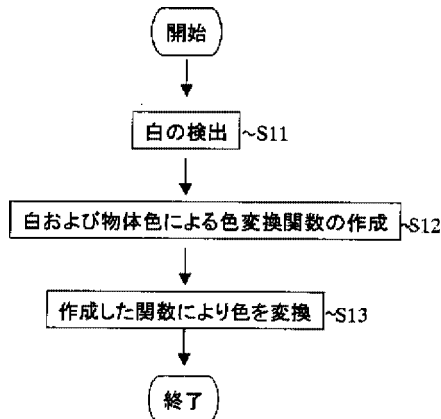 開始
白の検出 ~S11
白および物体色による色変換関数の作成 ~S12
作成した関数により色を変換 ~S13
終了